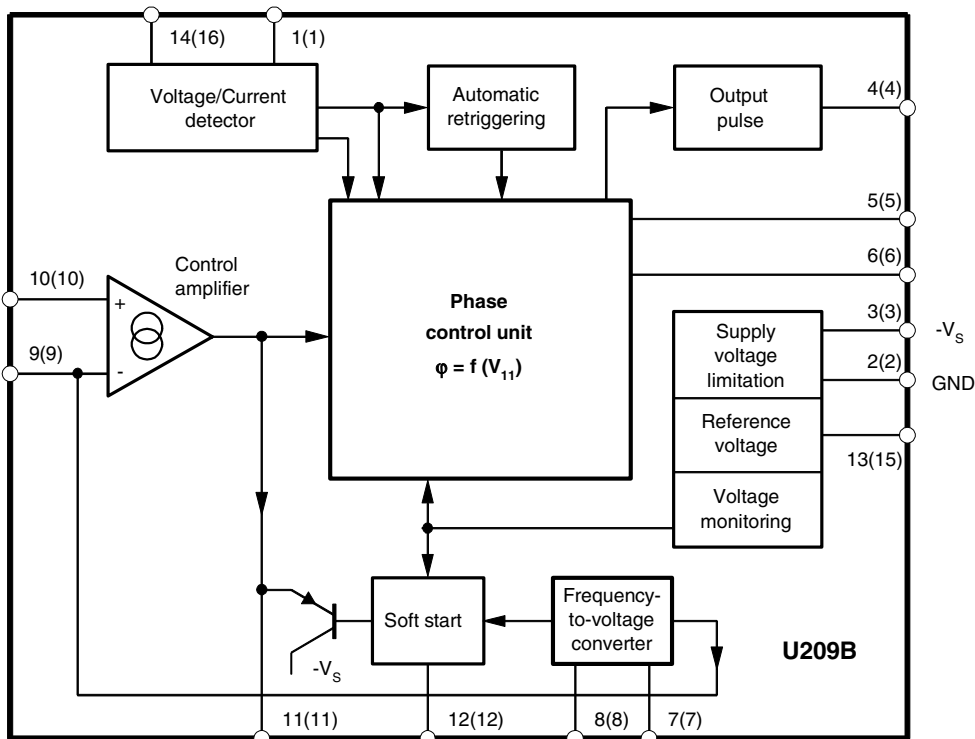 14(16)
1(1)
Voltage/Current
detector
Automatic
retriggering
Output
pulse
4(4)
5(5)
6(6)
10(10)
Control
amplifier
+
9(9)
-
Phase
control unit
φ = f (V11)
Supply
voltage
limitation
3(3)
-VS
2(2)
GND
Reference
voltage
13(15)
Voltage
monitoring
Soft start
Frequency-
to-voltage
converter
-VS
U209B
11(11)
12(12)
8(8)
7(7)